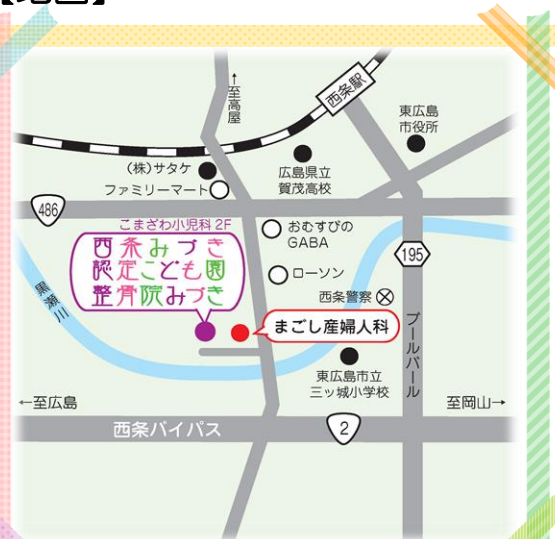 【地図】
↑至高屋
西条駅
東広島
市役所
(株)サタケ
広島県立
賀茂高校
ファミリーマート
486
こまざわ小児科 2F
おむすびの
GABA
西条みづき
認定こども園
整骨院みづき
195
ローソン
黒瀬川
西条警察
まごし産婦人科
ブールバール
東広島市立
三ッ城小学校
←至広島
至岡山→
西条バイパス
2